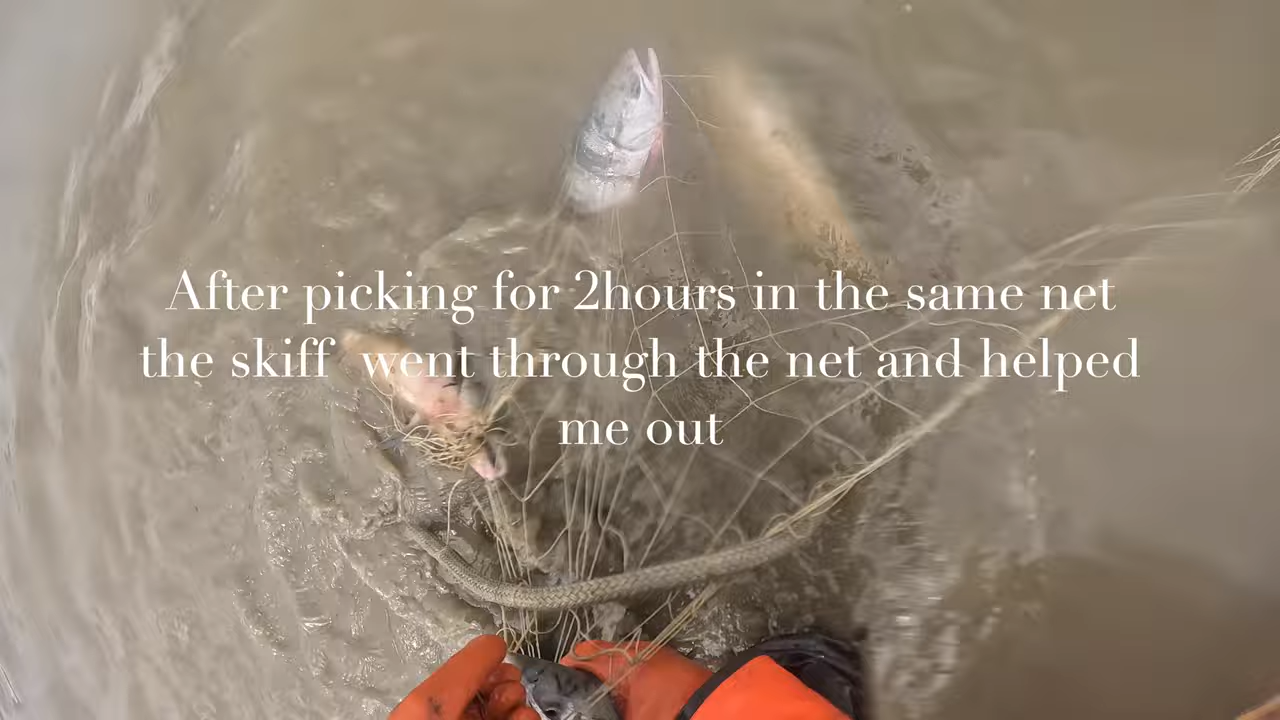 After picking for 2hours in the same net
the skiff  went through the net and helped
me out